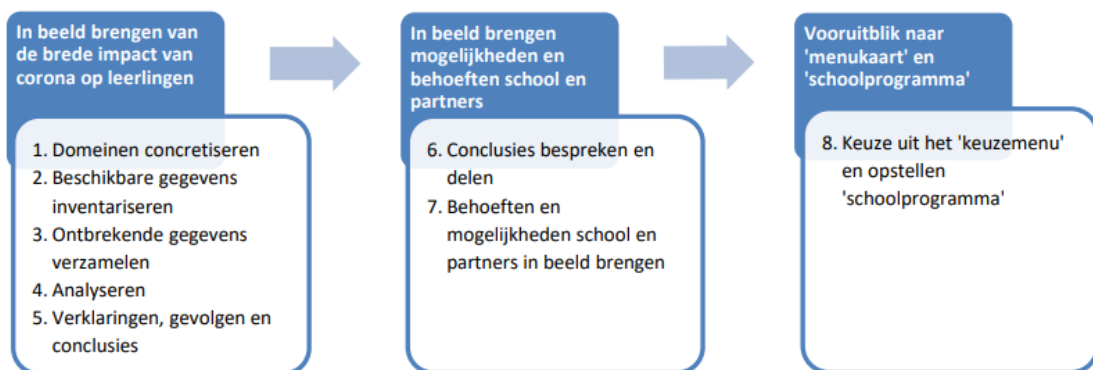 In beeld brengen van
de brede impact van
corona op leerlingen
1. Domeinen concretiseren
2. Beschikbare gegevens
inventariseren
3. Ontbrekende gegevens
verzamelen
4. Analyseren
5. Verklaringen, gevolgen en
conclusies
In beeld brengen
mogelijkheden en
behoeften school en
partners
6. Conclusies bespreken en
delen
7. Behoeften en
mogelijkheden school en
partners in beeld brengen
Vooruitblik naar
'menukaart' en
'schoolprogramma'
8. Keuze uit het 'keuzemenu'
en opstellen
'schoolprogramma'